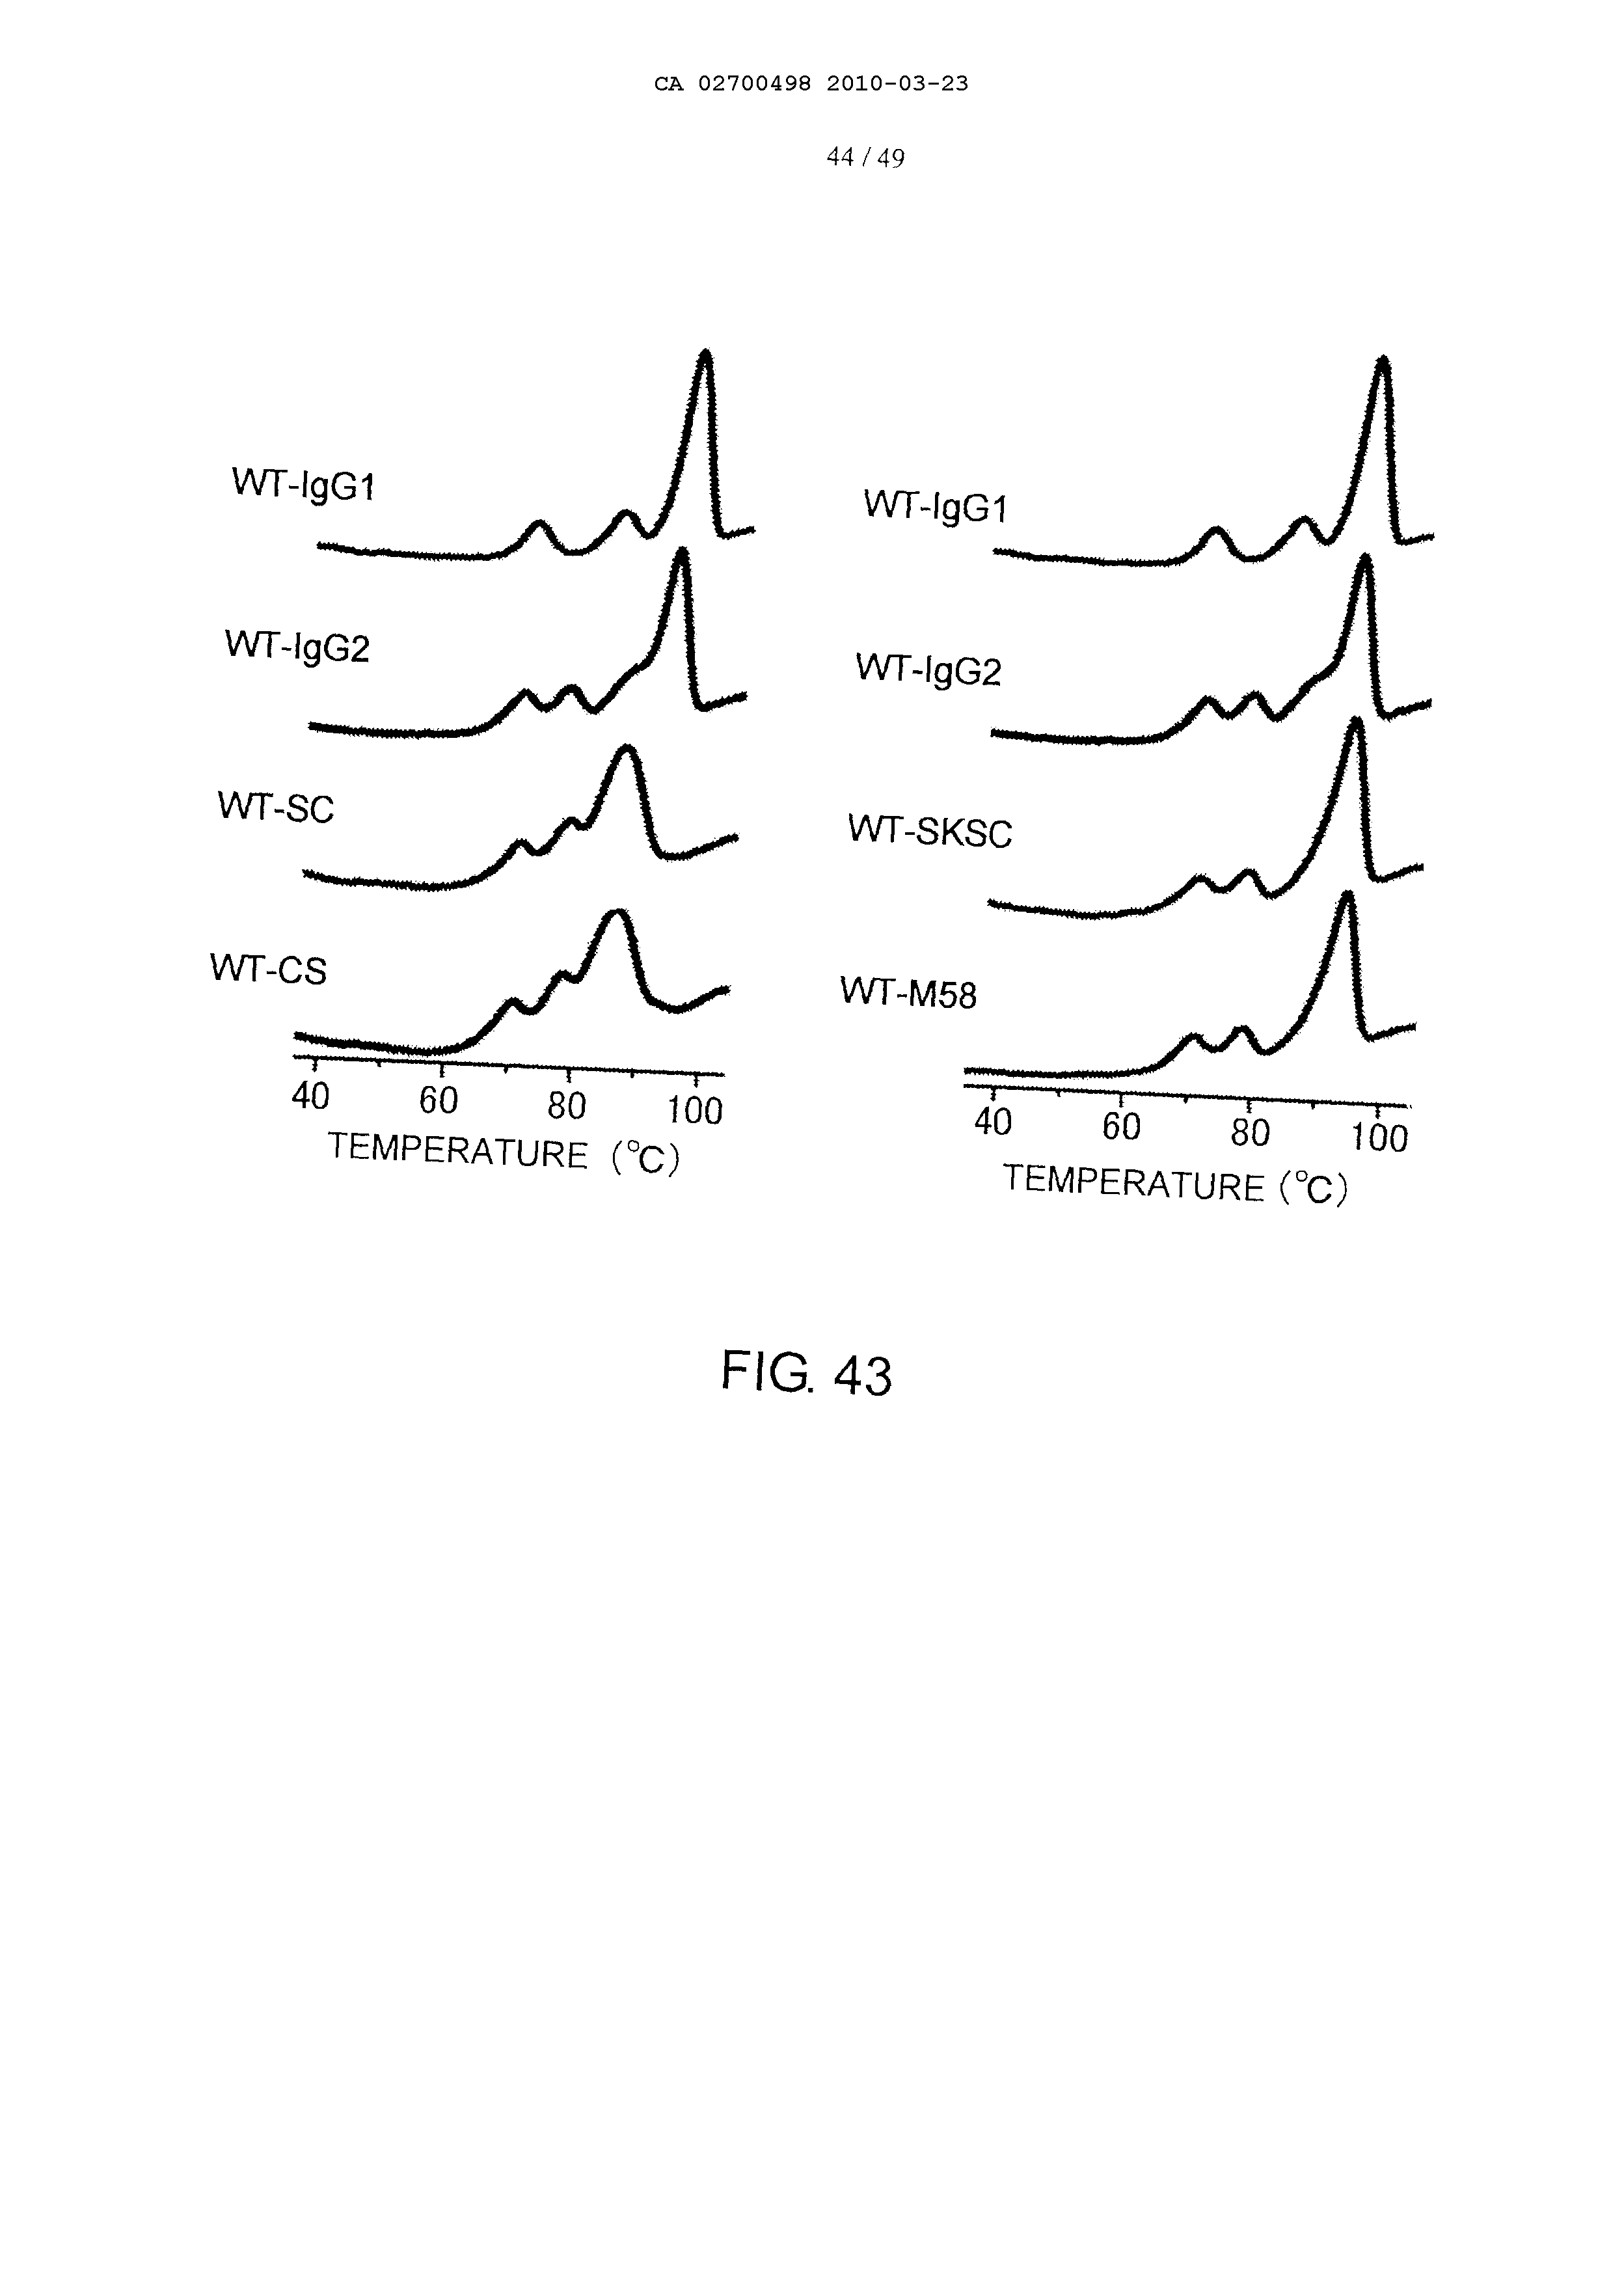 CA 02700498 2010-03-23
44 / 49
WT-IgG1
WT-IgG2
WT-SC
WT-CS
40 60 80 100
TEMPERATURE (°C)
WT-IgG1
WT-IgG2
WT-SKSC
WT-M58
40 60 80 100
TEMPERATURE (°C)
FIG. 43